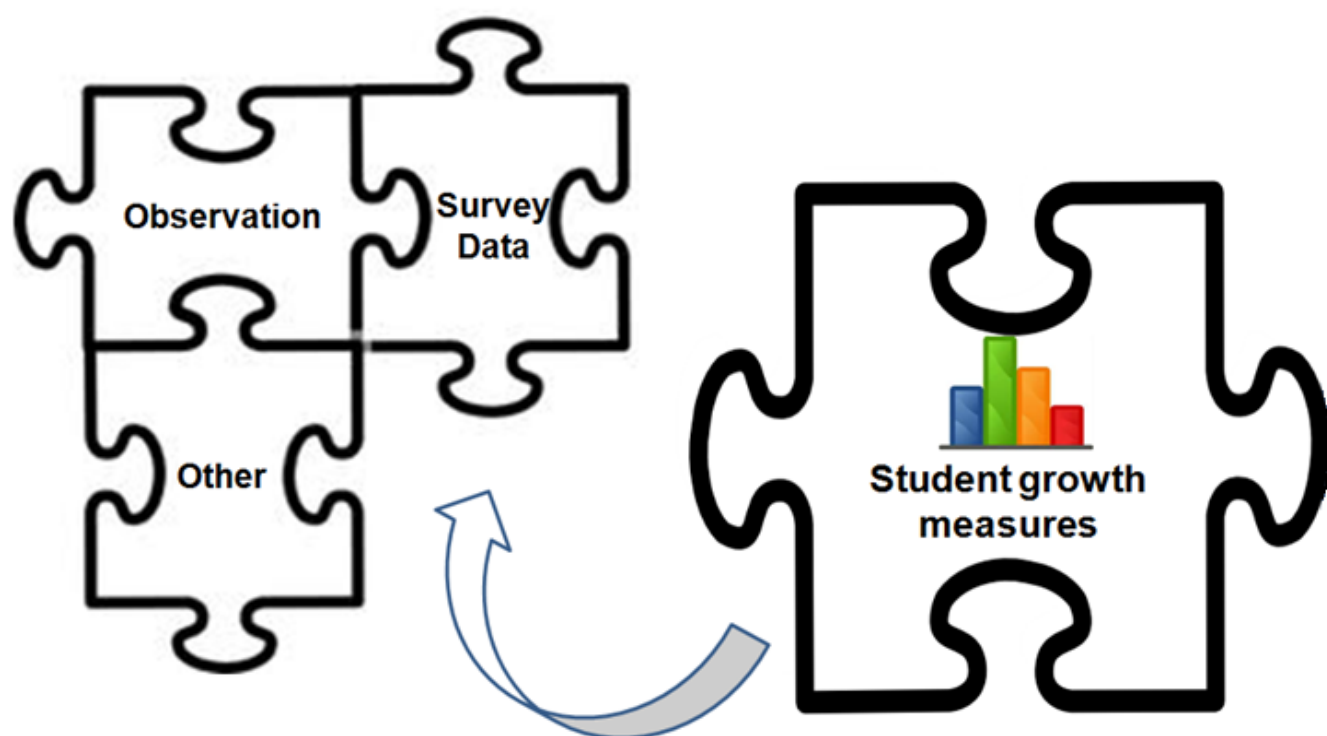 Observation
Survey
Data
Other
Student growth
measures